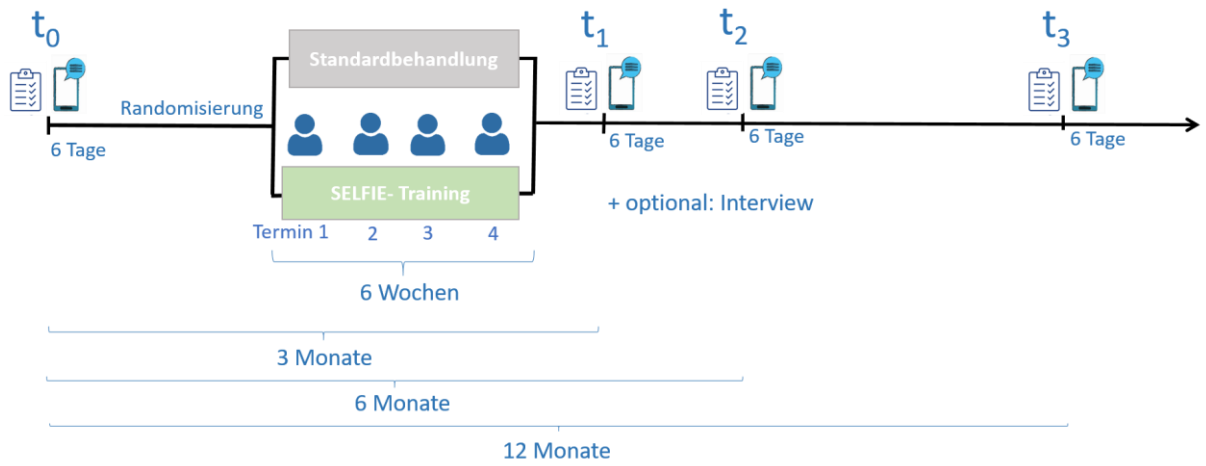 t0
t1
t2
t3
Standardbehandlung
Randomisierung
6 Tage
6 Tage
6 Tage
6 Tage
SELFIE- Training
+ optional: Interview
Termin 1
2
3
4
6 Wochen
3 Monate
6 Monate
12 Monate